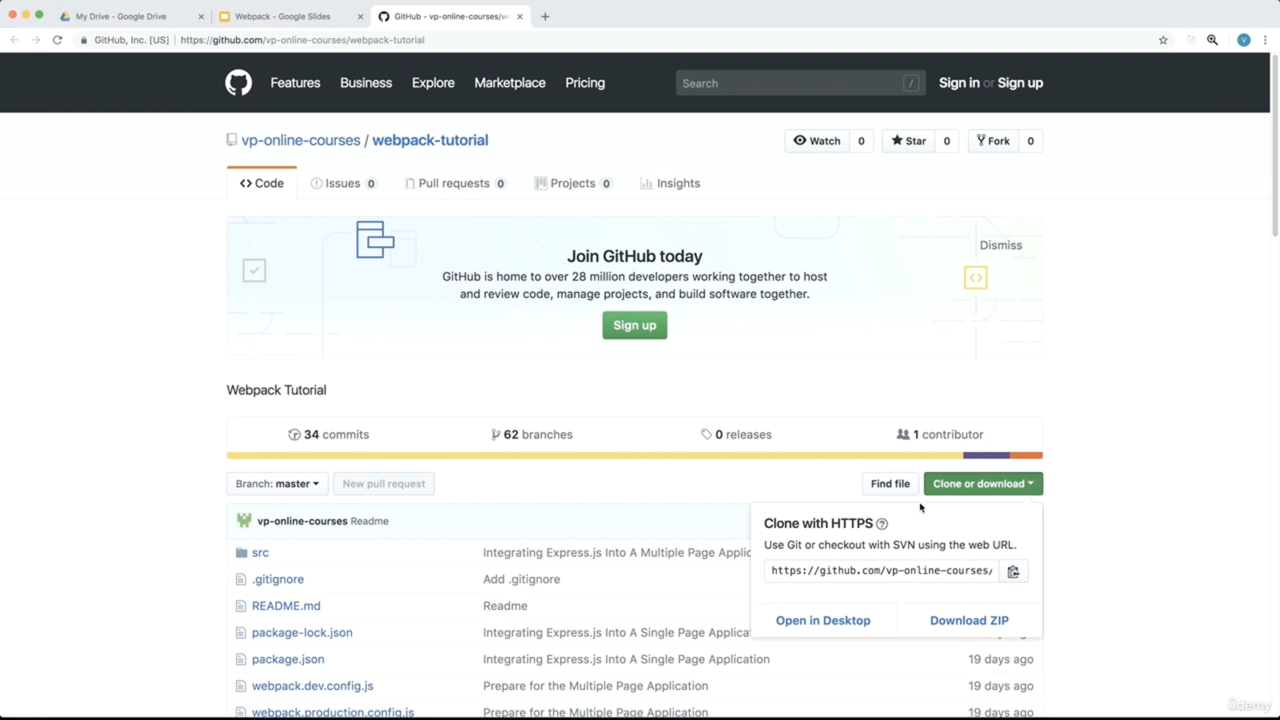 My Drive - Google Drive
Webpack - Google Slides
GitHub - vp-online-courses/we
GitHub, Inc. [US] | https://github.com/vp-online-courses/webpack-tutorial
V
Features Business Explore Marketplace Pricing Search / Sign in or Sign up
vp-online-courses / webpack-tutorial
Watch 0 Star 0 Fork 0
Code Issues 0 Pull requests 0 Projects 0 Insights
Dismiss
Join GitHub today
GitHub is home to over 28 million developers working together to host
and review code, manage projects, and build software together.
Sign up
Webpack Tutorial
34 commits 62 branches 0 releases 1 contributor
Branch: master New pull request Find file Clone or download
vp-online-courses Readme
Clone with HTTPS
Use Git or checkout with SVN using the web URL.
https://github.com/vp-online-courses/
Open in Desktop Download ZIP
src Integrating Express.js Into A Multiple Page Applic
.gitignore Add .gitignore
README.md Readme
package-lock.json Integrating Express.js Into A Single Page Applica
package.json Integrating Express.js Into A Single Page Application 19 days ago
webpack.dev.config.js Prepare for the Multiple Page Application 19 days ago
webpack.production.config.js Prepare for the Multiple Page Application 19 days ago
ûdemy